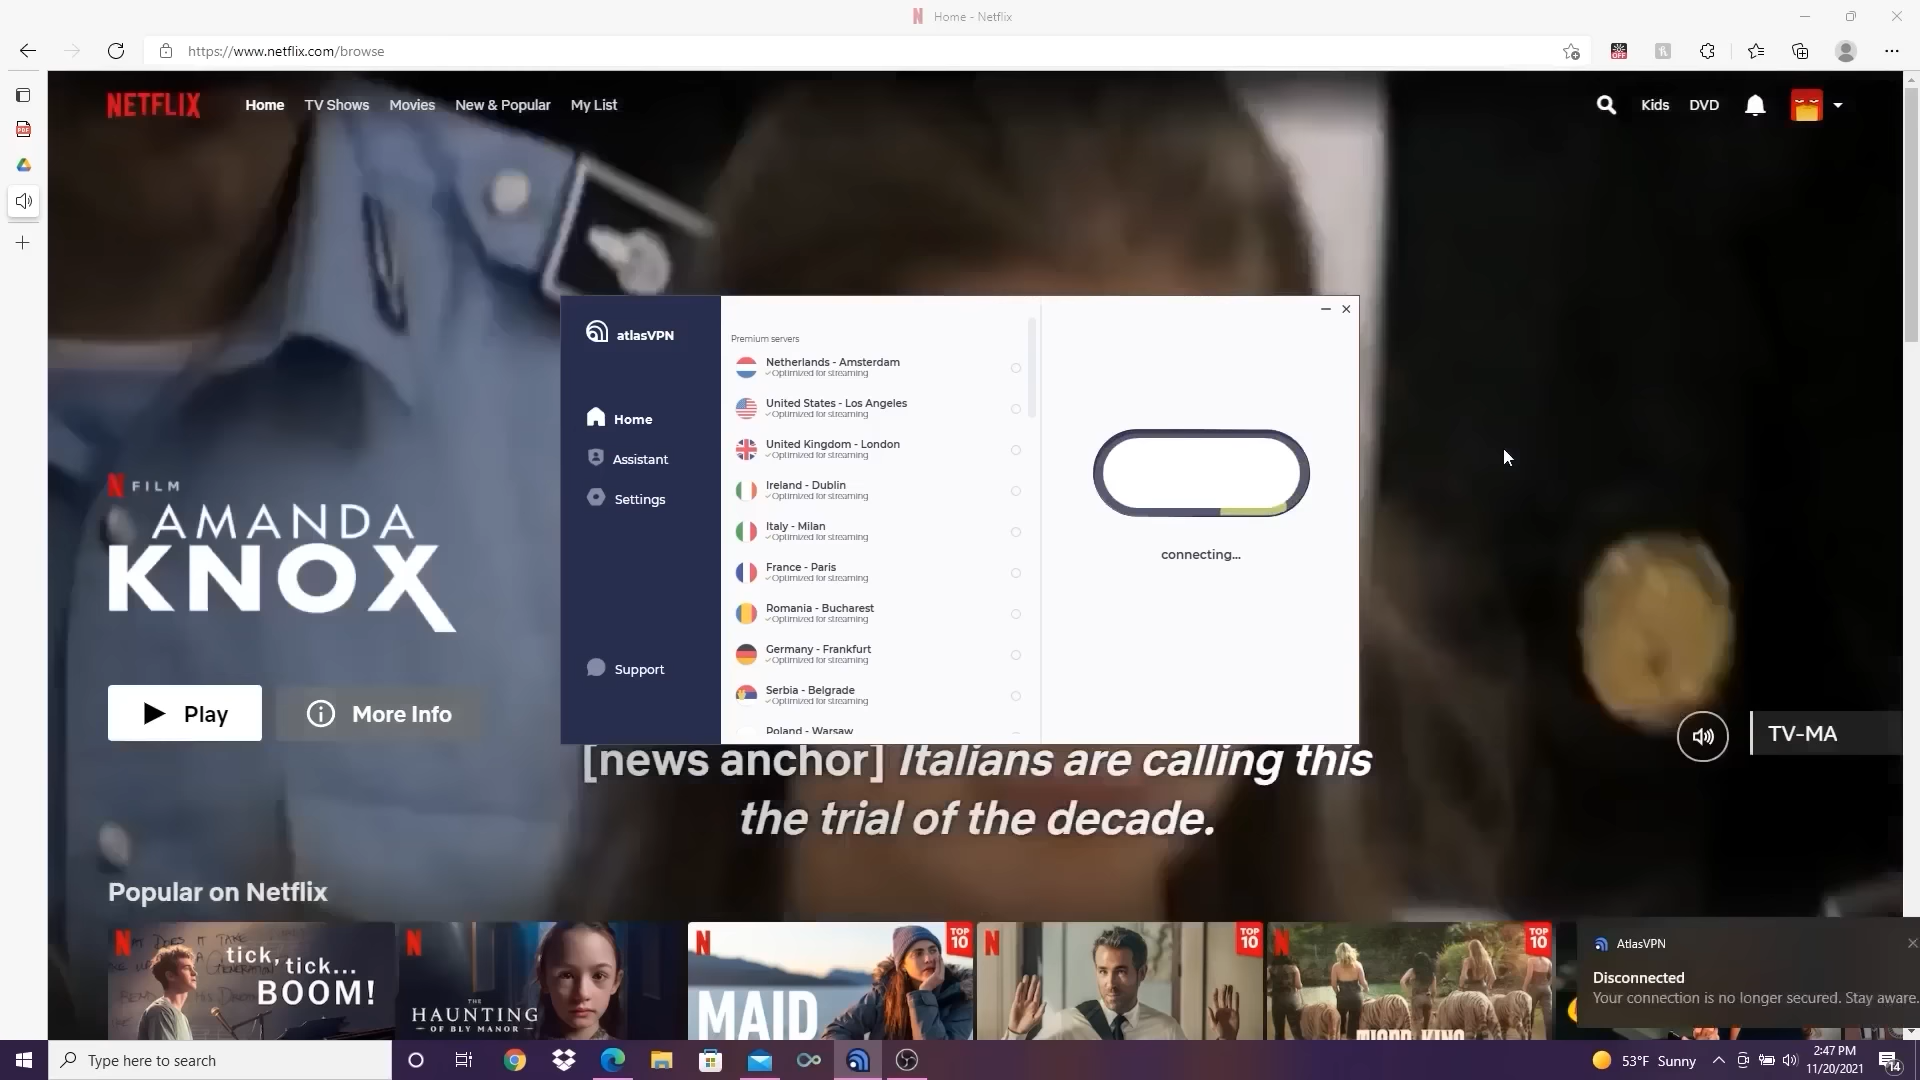 Home - Netflix
https://www.netflix.com/browse
NETFLIX
Home
TV Shows
Movies
New & Popular
My List
Kids
DVD
N FILM
AMANDA
KNOX
Play
More Info
atlasVPN
Home
Assistant
Settings
Support
Premium servers
Netherlands - Amsterdam
Optimized for streaming
United States - Los Angeles
Optimized for streaming
United Kingdom - London
Optimized for streaming
Ireland - Dublin
Optimized for streaming
Italy - Milan
Optimized for streaming
France - Paris
Optimized for streaming
Romania - Bucharest
Optimized for streaming
Germany - Frankfurt
Optimized for streaming
Serbia - Belgrade
Optimized for streaming
Poland - Warsaw
connecting...
TV-MA
[news anchor] Italians are calling this
the trial of the decade.
Popular on Netflix
tick, tick...
BOOM!
THE
HAUNTING
OF BLY MANOR
MAID
TOP
10
TOP
10
TOP
10
TIGER KING
AtlasVPN
Disconnected
Your connection is no longer secured. Stay aware.
Type here to search
53°F Sunny
2:47 PM
11/20/2021
14